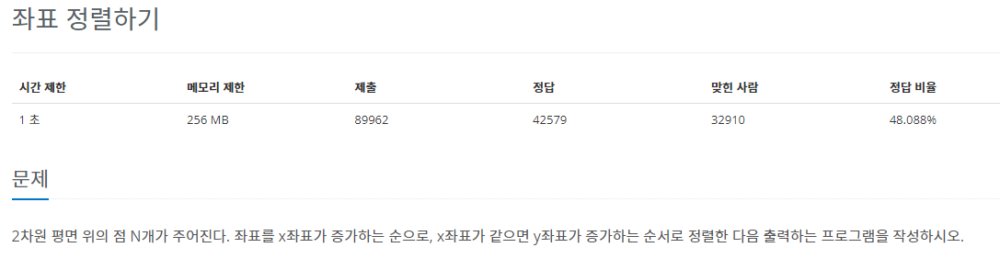 좌표 정렬하기
시간 제한 메모리 제한 제출 정답 맞힌 사람 정답 비율
1 초 256 MB 89962 42579 32910 48.088%
문제
2차원 평면 위의 점 N개가 주어진다. 좌표를 x좌표가 증가하는 순으로, x좌표가 같으면 y좌표가 증가하는 순서로 정렬한 다음 출력하는 프로그램을 작성하시오.